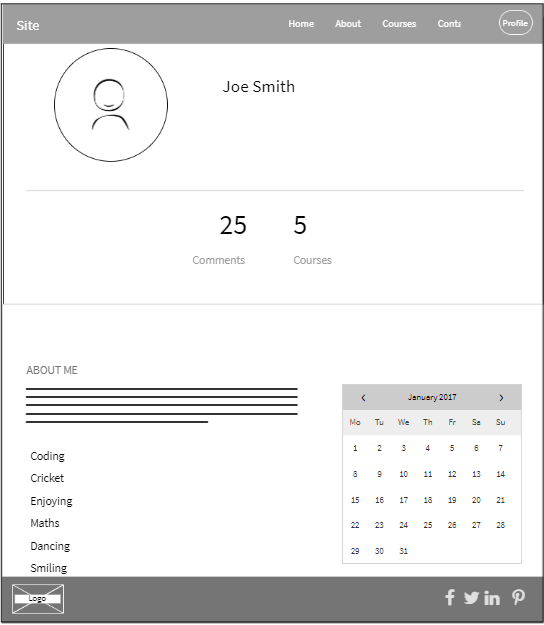 Site
Home About Courses Conts Profile
Joe Smith
25 5
Comments Courses
ABOUT ME
Coding
Cricket
Enjoying
Maths
Dancing
Smiling
January 2017
Mo Tu We Th Fr Sa Su
1 2 3 4 5 6 7
8 9 10 11 12 13 14
15 16 17 18 19 20 21
22 23 24 25 26 27 28
29 30 31
Logo